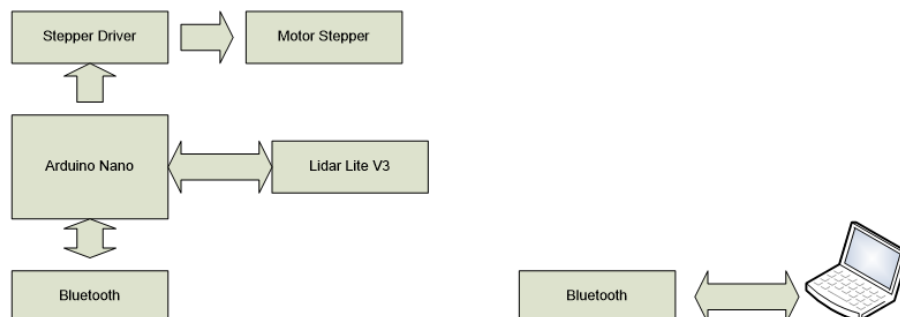 Stepper Driver
Motor Stepper
Arduino Nano
Lidar Lite V3
Bluetooth
Bluetooth